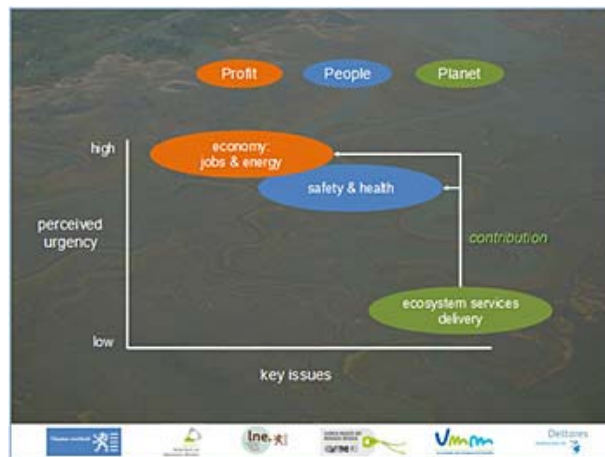 Profit
People
Planet
high
economy:
jobs & energy
safety & health
perceived
urgency
contribution
ecosystem services
delivery
low
key issues
lne.
Vmm
Deltares